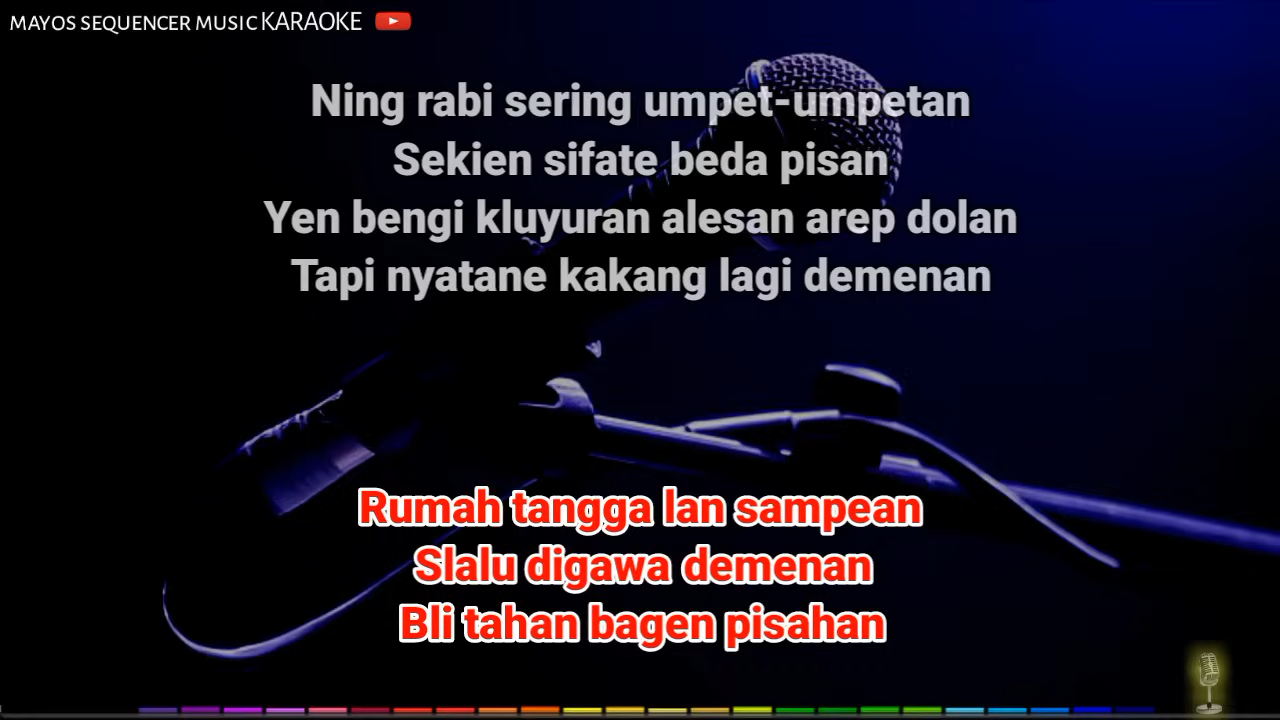 MAYOS SEQUENCER MUSIC KARAOKE
Ning rabi sering umpet-umpetan
Sekien sifate beda pisan
Yen bengi kluyuran alesan arep dolan
Tapi nyatane kakang lagi demenan
Rumah tangga lan sampean
Slalu digawa demenan
Bli tahan bagen pisahan